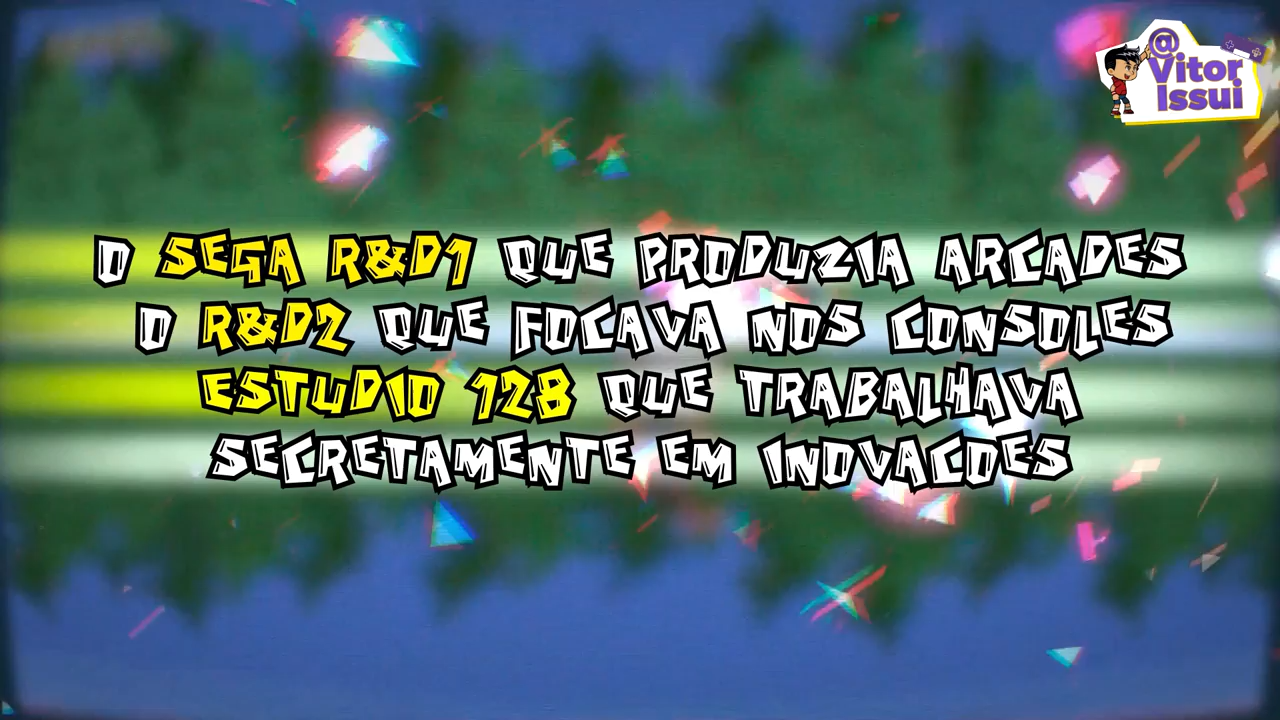 @
Vitor
Issui
O SEGA R&D1 QUE PRODUZIA ARCADES
O R&D2 QUE FOCAVA NOS CONSOLES
ESTUDIO 128 QUE TRABALHAVA
SECRETAMENTE EM INOVACOES